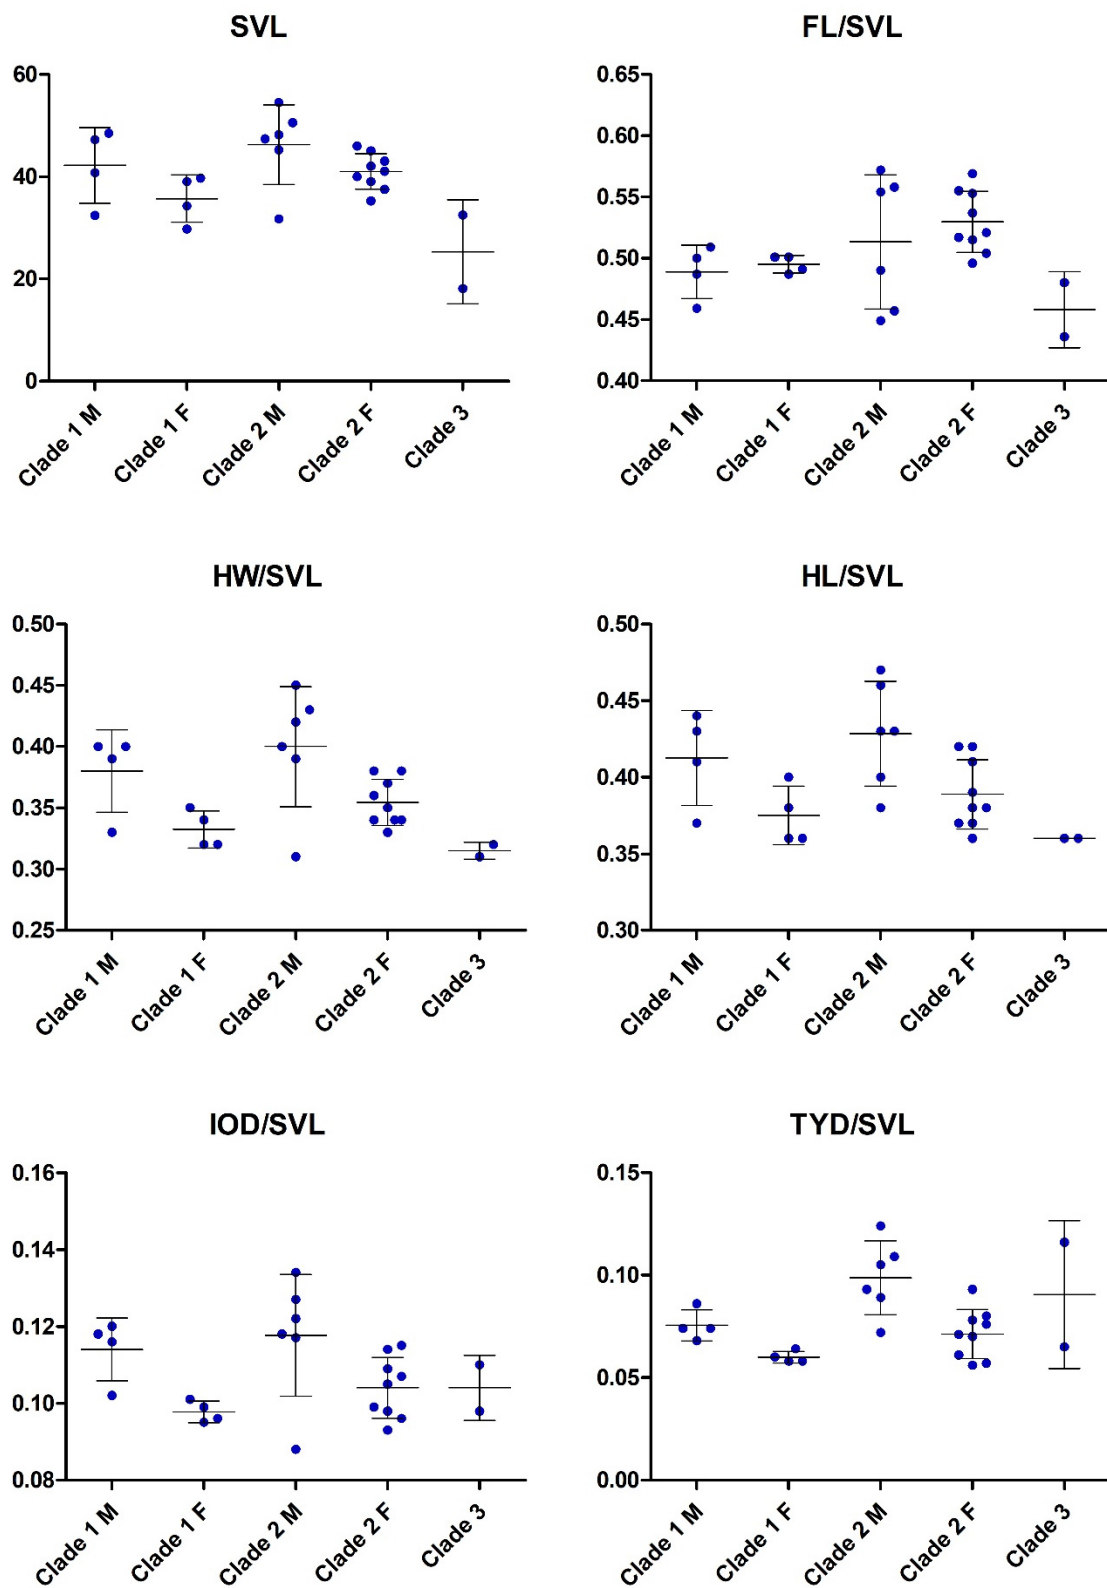 SVL
60
40
20
0
Clade 1 M
Clade 1 F
Clade 2 M
Clade 2 F
Clade 3
FL/SVL
0.65
0.60
0.55
0.50
0.45
0.40
Clade 1 M
Clade 1 F
Clade 2 M
Clade 2 F
Clade 3
HW/SVL
0.50
0.45
0.40
0.35
0.30
0.25
Clade 1 M
Clade 1 F
Clade 2 M
Clade 2 F
Clade 3
HL/SVL
0.50
0.45
0.40
0.35
0.30
Clade 1 M
Clade 1 F
Clade 2 M
Clade 2 F
Clade 3
IOD/SVL
0.16
0.14
0.12
0.10
0.08
Clade 1 M
Clade 1 F
Clade 2 M
Clade 2 F
Clade 3
TYD/SVL
0.15
0.10
0.05
0.00
Clade 1 M
Clade 1 F
Clade 2 M
Clade 2 F
Clade 3